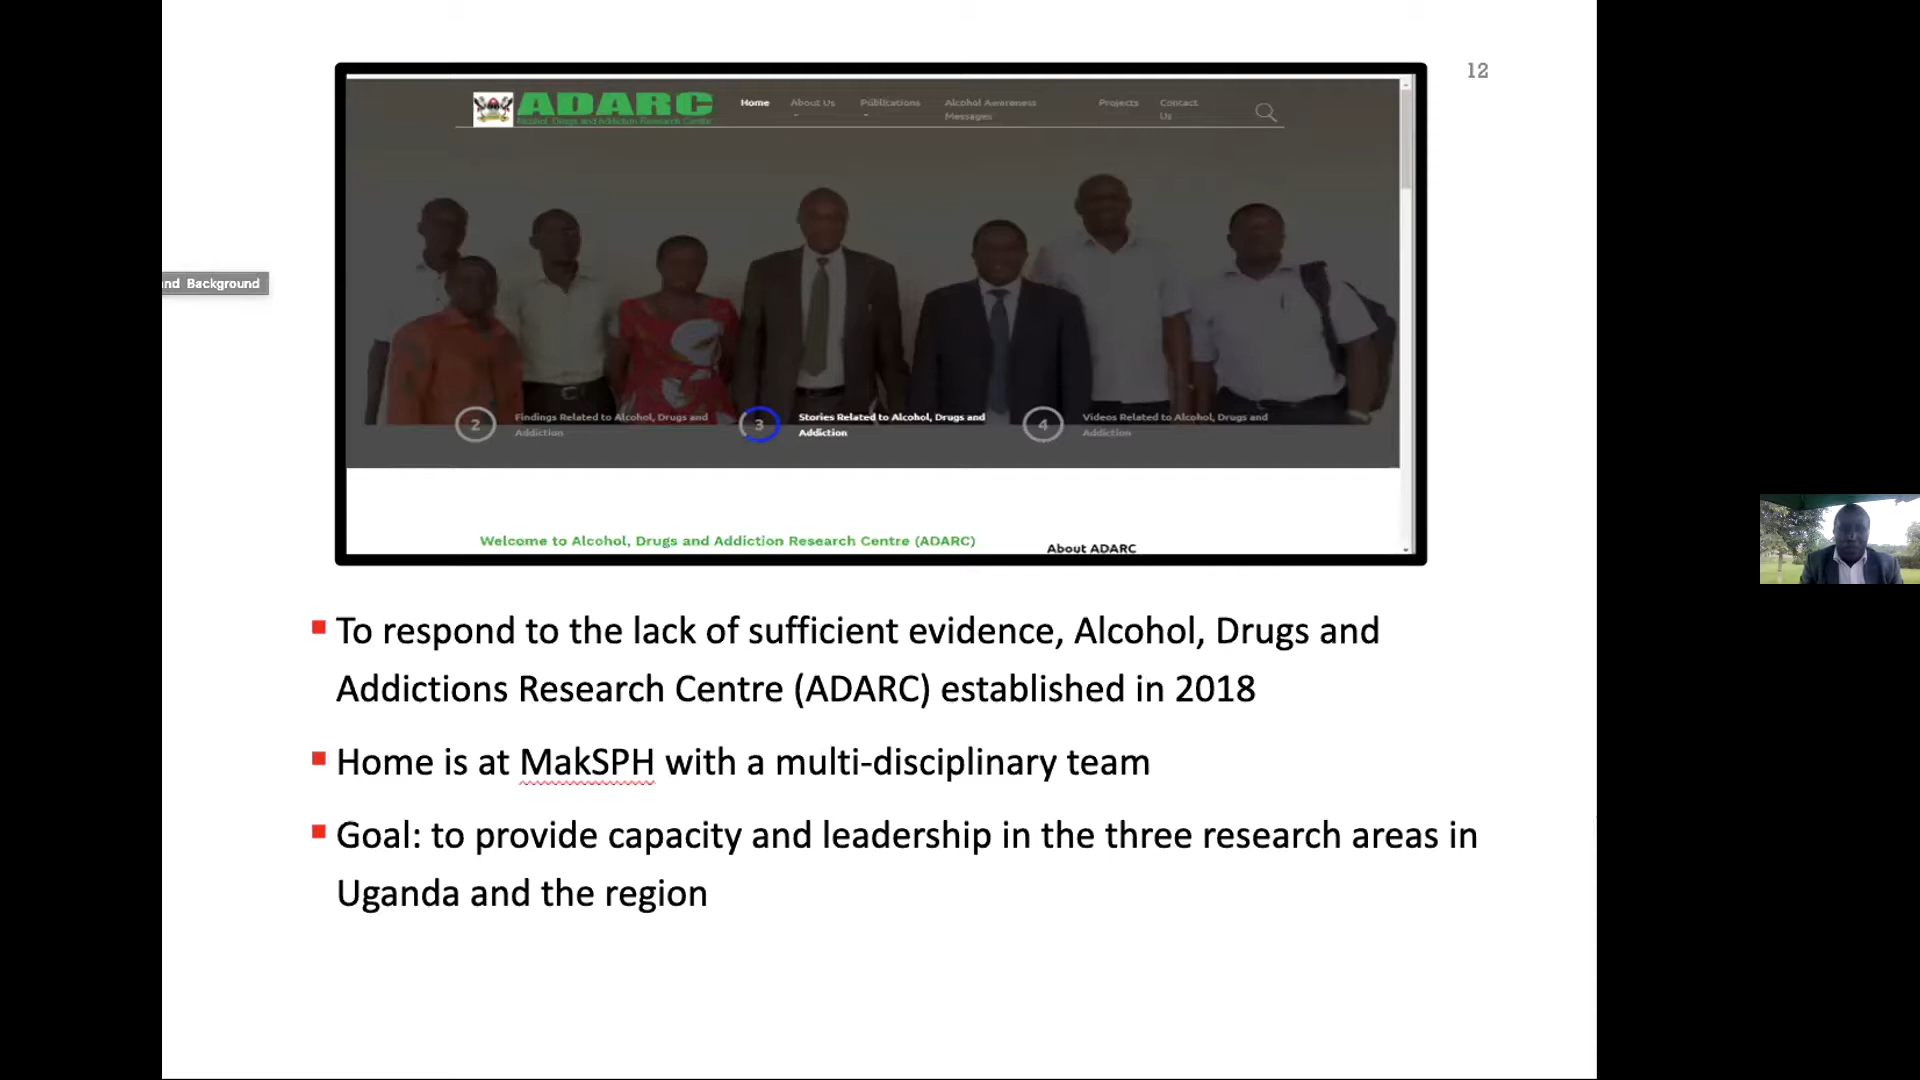 12
ADARC
Alcohol, Drugs and Addiction Research Centre
Home
About Us
Publications
Alcohol Awareness
Messages
Projects
Contact
Us
nd Background
2
Findings Related to Alcohol, Drugs and
Addiction
3
Stories Related to Alcohol, Drugs and
Addiction
4
Videos Related to Alcohol, Drugs and
Addiction
Welcome to Alcohol, Drugs and Addiction Research Centre (ADARC)
About ADARC
To respond to the lack of sufficient evidence, Alcohol, Drugs and
Addictions Research Centre (ADARC) established in 2018
Home is at MakSPH with a multi-disciplinary team
Goal: to provide capacity and leadership in the three research areas in
Uganda and the region